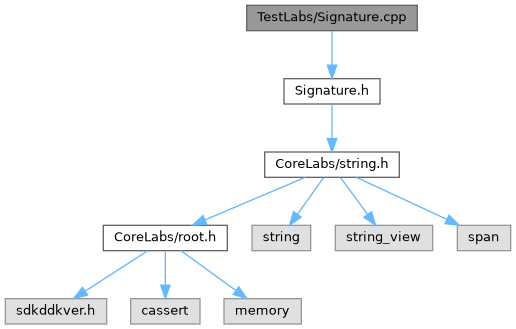 TestLabs/Signature.cpp
Signature.h
CoreLabs/string.h
CoreLabs/root.h
string
string_view
span
sdkddkver.h
cassert
memory